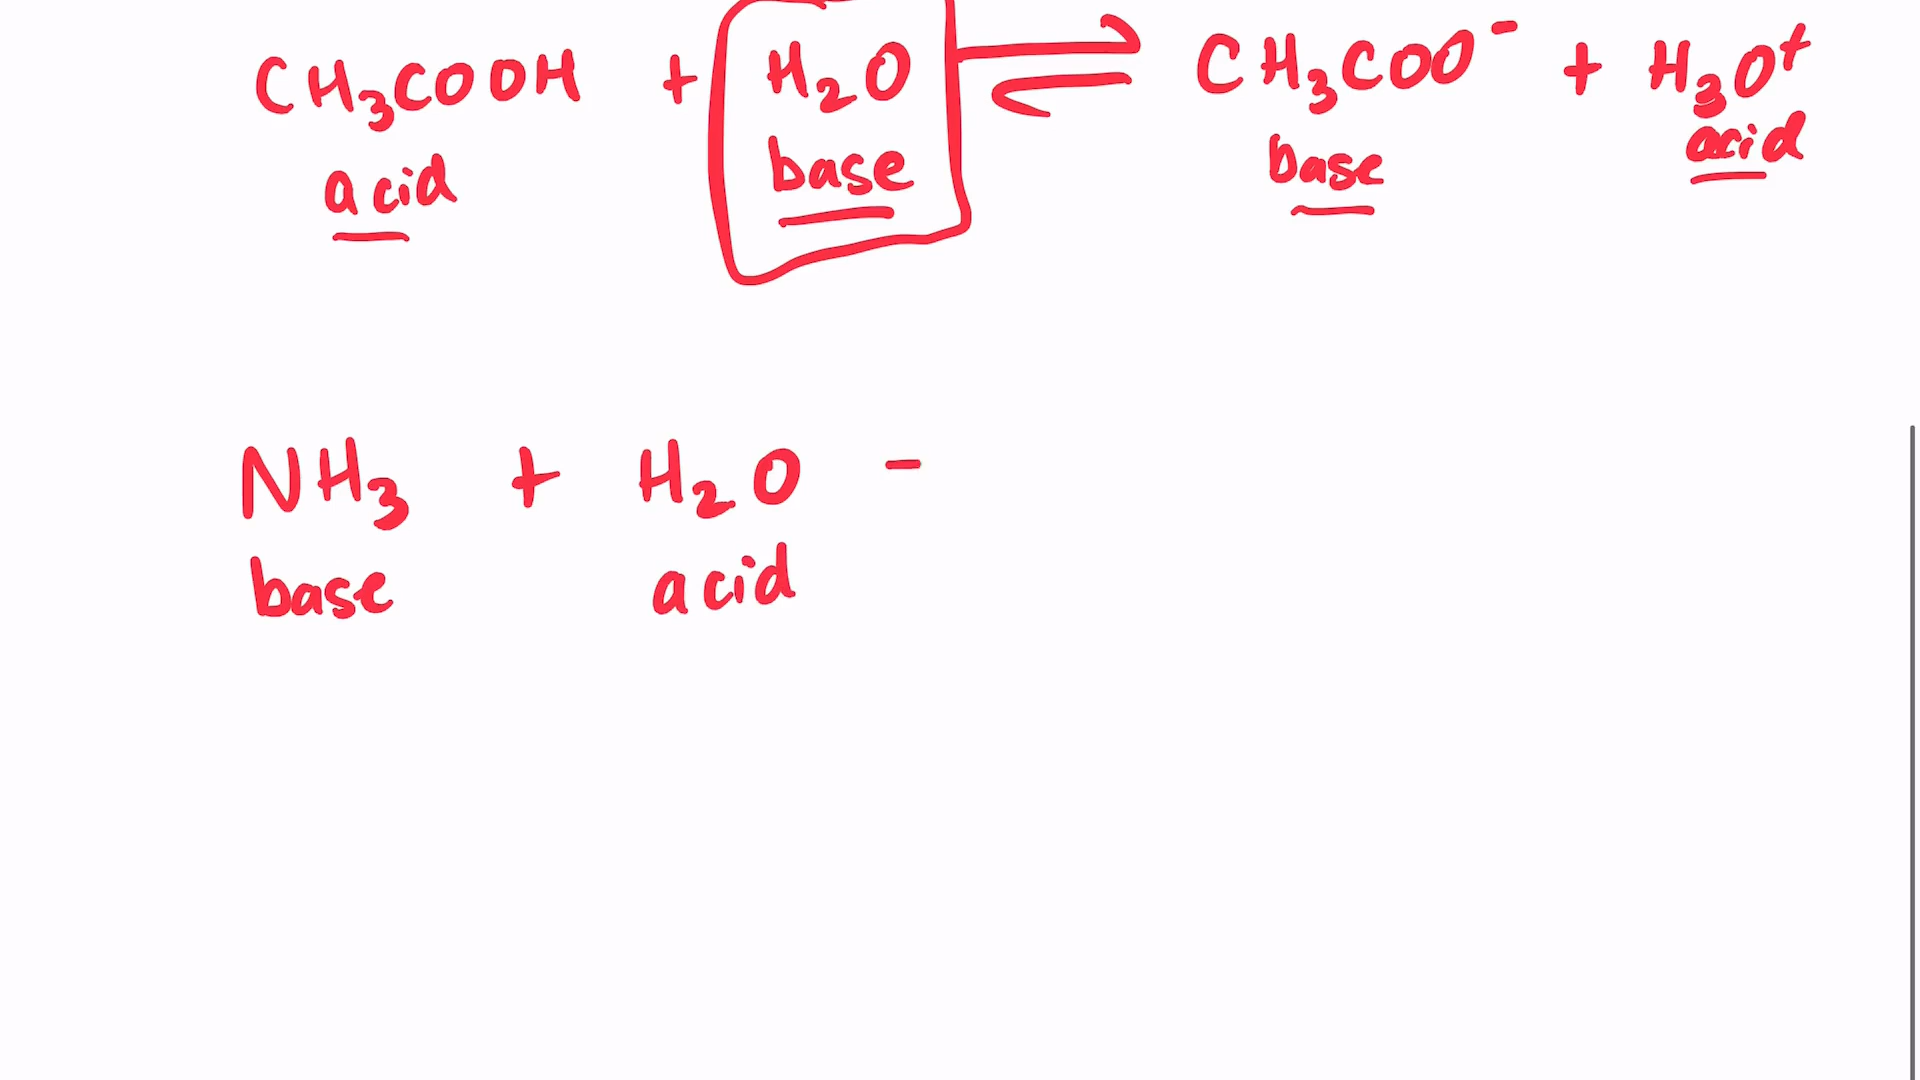 CH₃COOH + H₂O ⇌ CH₃COO⁻ + H₃O⁺
acid base base acid
NH₃ + H₂O -
base acid